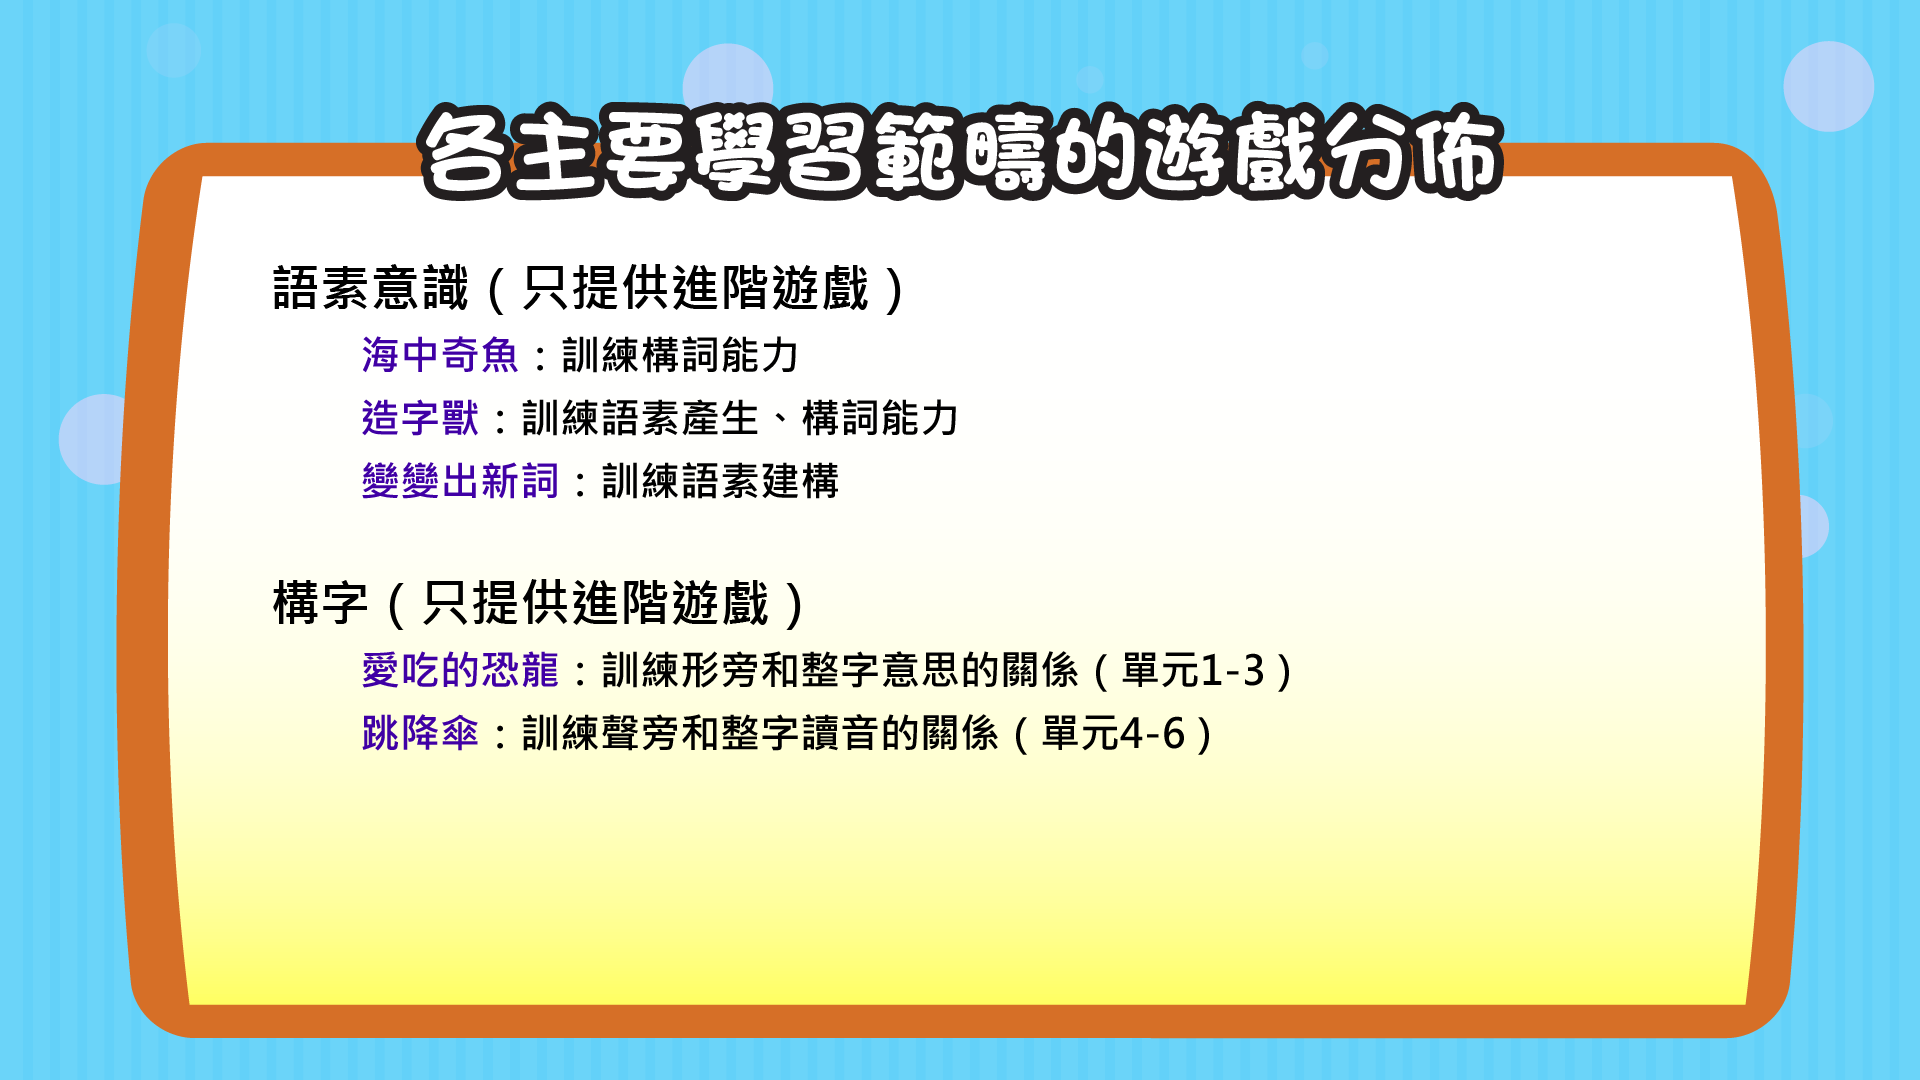 各主要學習範疇的遊戲分佈
語素意識（只提供進階遊戲）
海中奇魚：訓練構詞能力
造字獸：訓練語素產生、構詞能力
變變出新詞：訓練語素建構
構字（只提供進階遊戲）
愛吃的恐龍：訓練形旁和整字意思的關係（單元1-3）
跳降傘：訓練聲旁和整字讀音的關係（單元4-6）